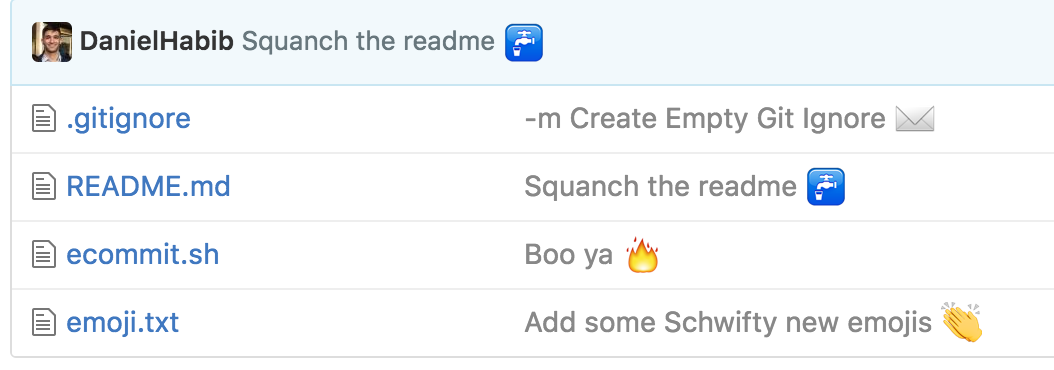 DanielHabib Squanch the readme 🚰
.gitignore -m Create Empty Git Ignore ✉️
README.md Squanch the readme 🚰
ecommit.sh Boo ya 🔥
emoji.txt Add some Schwifty new emojis 👏